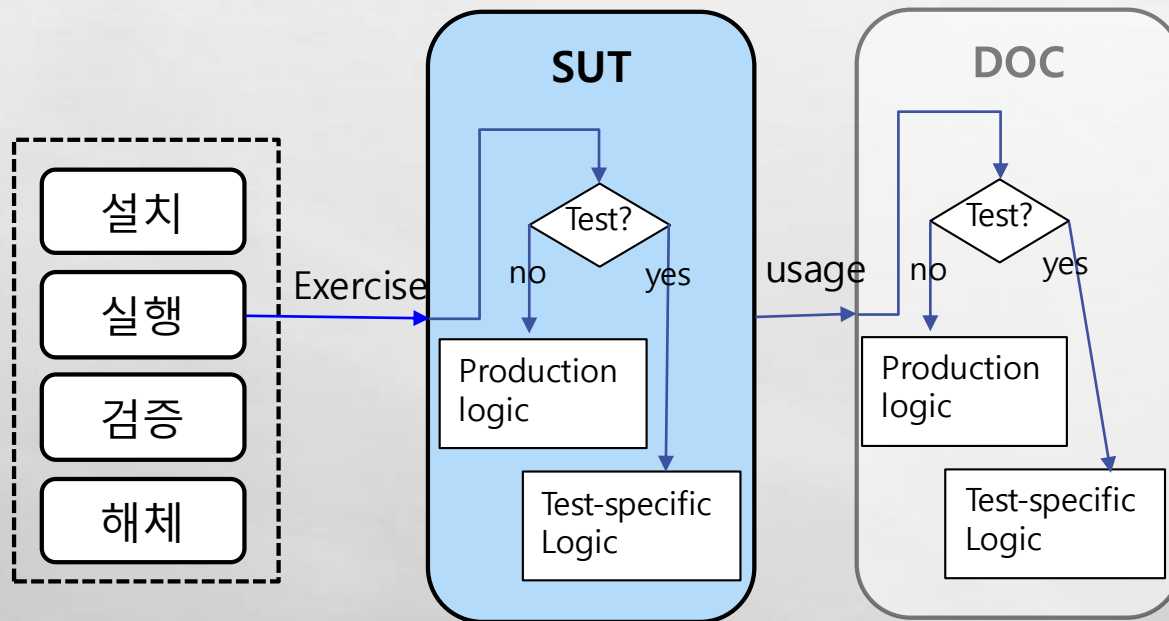 설치
실행
검증
해체
Exercise
SUT
Test?
no
yes
Production
logic
Test-specific
Logic
usage
DOC
Test?
no
yes
Production
logic
Test-specific
Logic